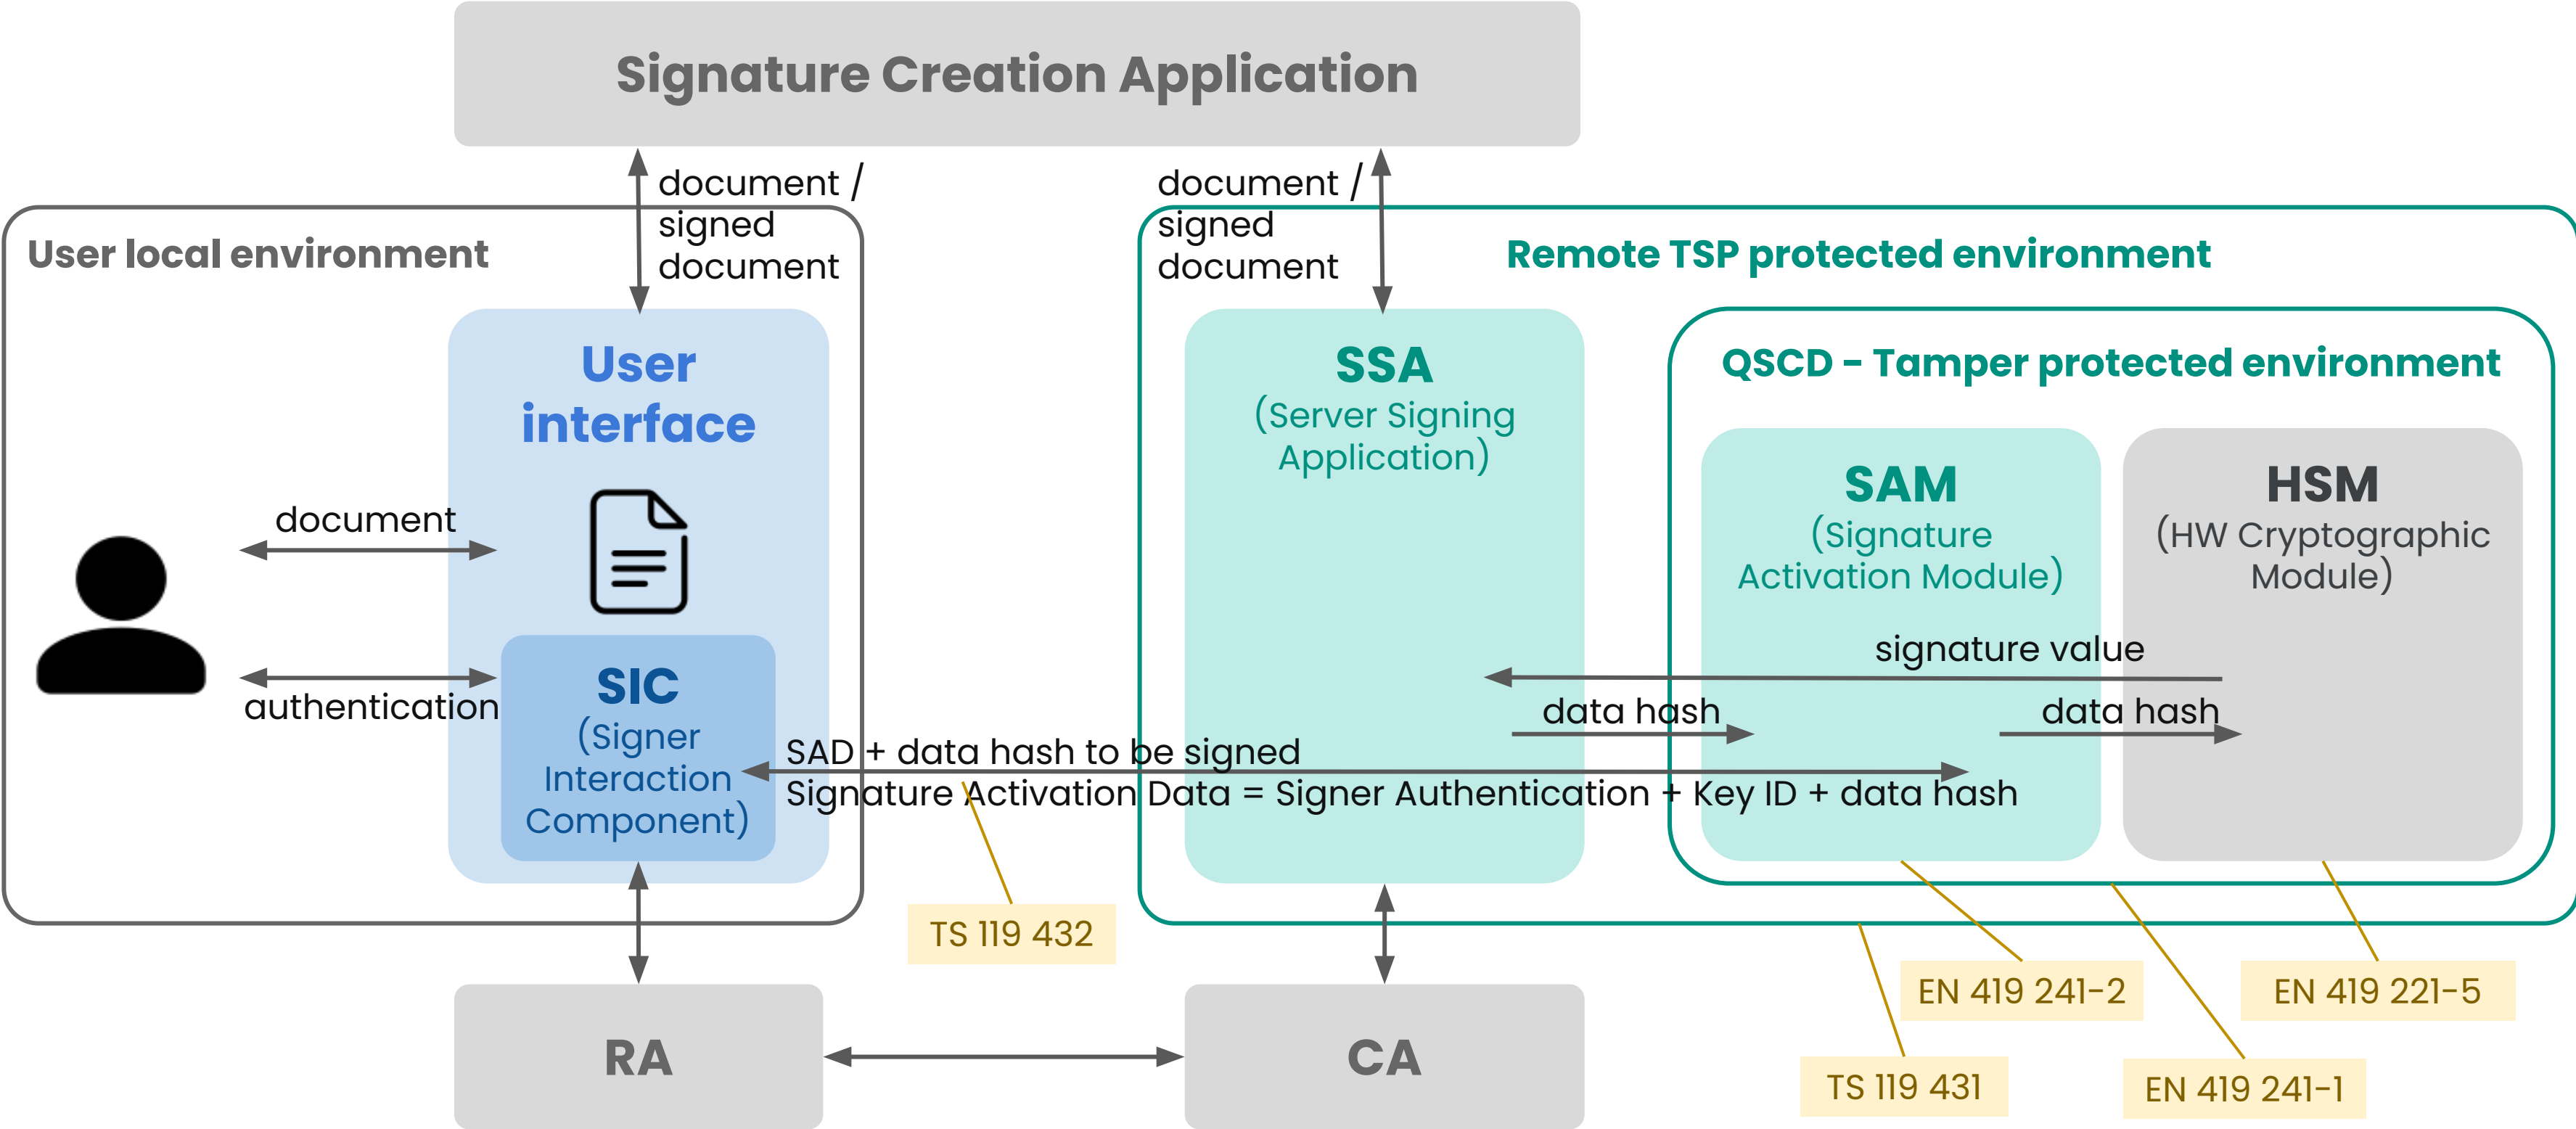 Signature Creation Application
document /
signed
document
document /
signed
document
User local environment
Remote TSP protected environment
User
interface
SSA
(Server Signing
Application)
QSCD - Tamper protected environment
SAM
(Signature
Activation Module)
HSM
(HW Cryptographic
Module)
document
authentication
SIC
(Signer
Interaction
Component)
signature value
data hash
data hash
SAD + data hash to be signed
Signature Activation Data = Signer Authentication + Key ID + data hash
TS 119 432
EN 419 241-2
EN 419 221-5
RA
CA
TS 119 431
EN 419 241-1